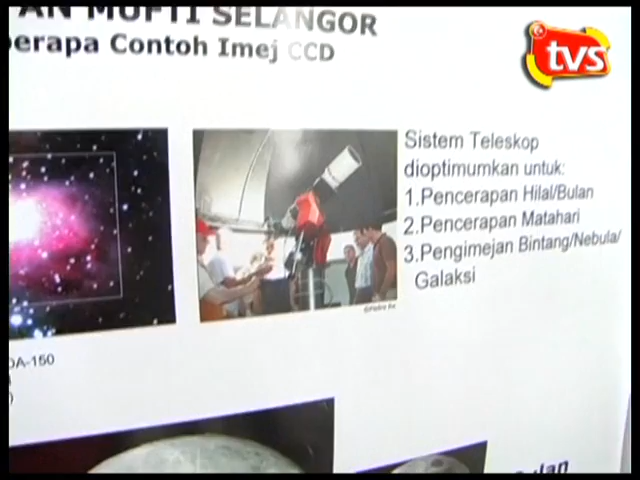 AN MUFTI SELANGOR
berapa Contoh Imej CCD
tvs
Sistem Teleskop
dioptimumkan untuk:
1.Pencerapan Hilal/Bulan
2.Pencerapan Matahari
3.Pengimejan Bintang/Nebula/
Galaksi
DA-150